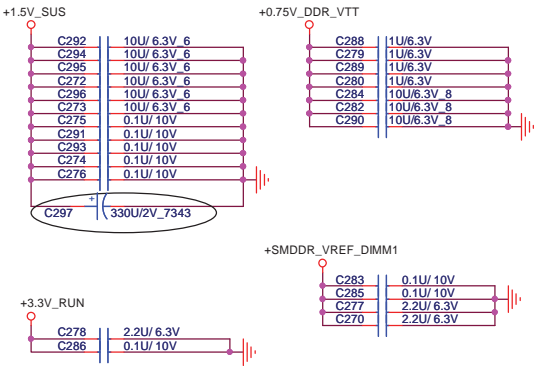 +1.5V_SUS
C292 10U/ 6.3V_6
C294 10U/ 6.3V_6
C295 10U/ 6.3V_6
C272 10U/ 6.3V_6
C296 10U/ 6.3V_6
C273 10U/ 6.3V_6
C275 0.1U/ 10V
C291 0.1U/ 10V
C293 0.1U/ 10V
C274 0.1U/ 10V
C276 0.1U/ 10V
+
C297 330U/2V_7343
+0.75V_DDR_VTT
C288 1U/6.3V
C279 1U/6.3V
C289 1U/6.3V
C280 1U/6.3V
C284 10U/6.3V_8
C282 10U/6.3V_8
C290 10U/6.3V_8
+SMDDR_VREF_DIMM1
C283 0.1U/ 10V
C285 0.1U/ 10V
C277 2.2U/ 6.3V
C270 2.2U/ 6.3V
+3.3V_RUN
C278 2.2U/ 6.3V
C286 0.1U/ 10V